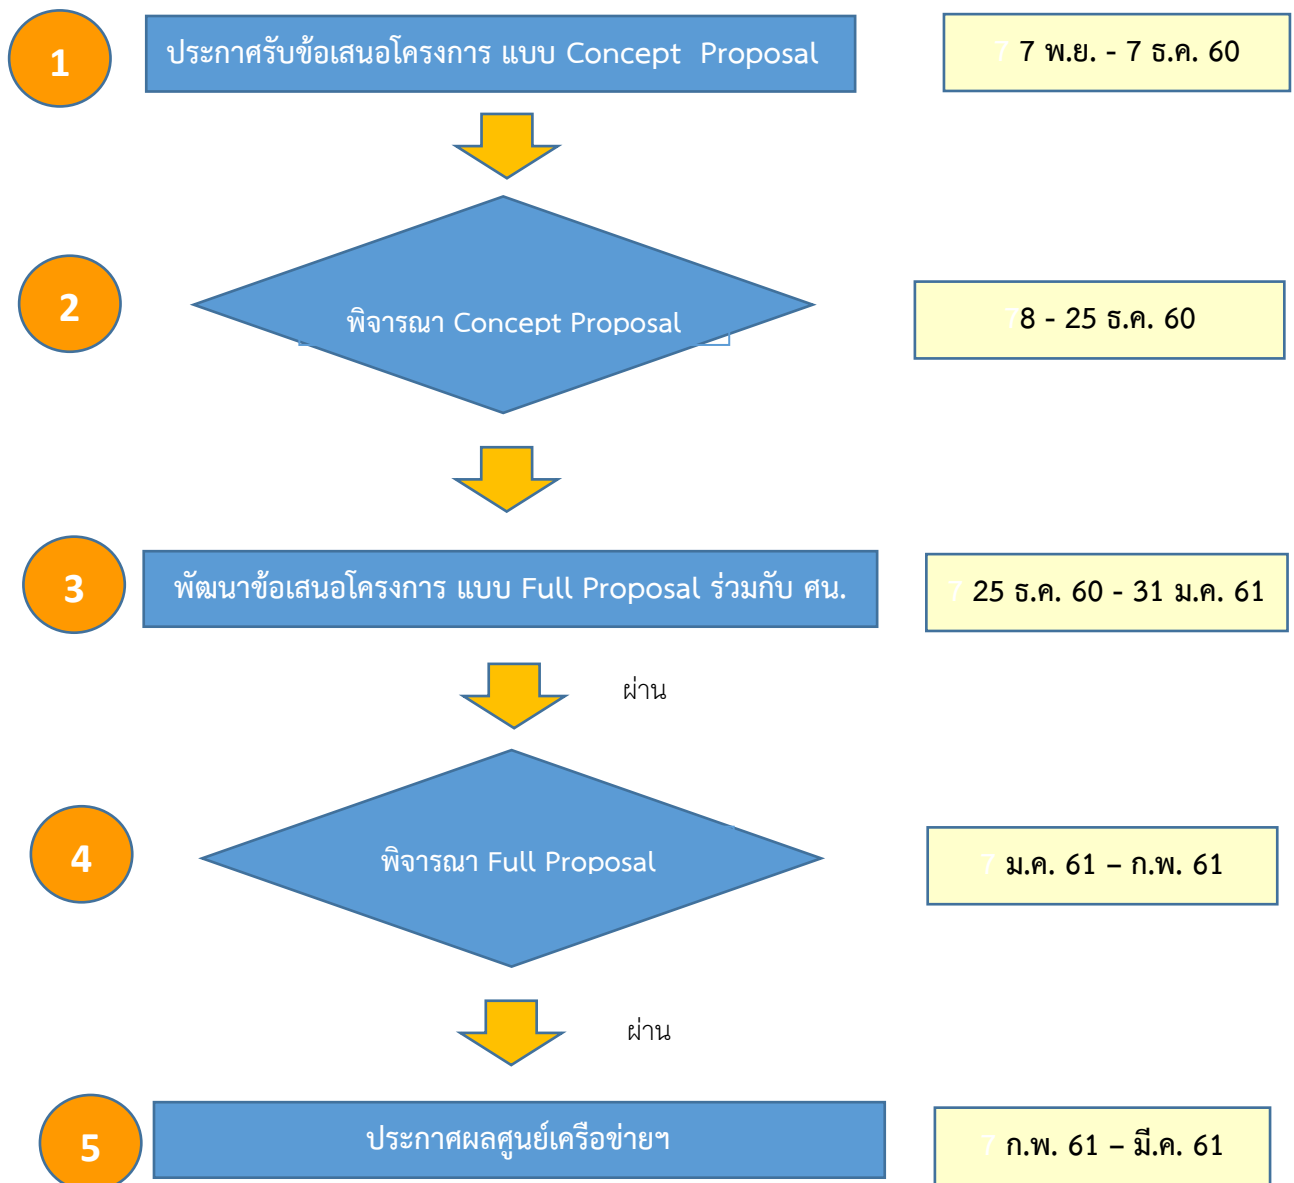 1
ประกาศรับข้อเสนอโครงการ แบบ Concept Proposal
7 7 พ.ย. - 7 ธ.ค. 60
2
พิจารณา Concept Proposal
78 - 25 ธ.ค. 60
3
พัฒนาข้อเสนอโครงการ แบบ Full Proposal ร่วมกับ ศน.
7 25 ธ.ค. 60 - 31 ม.ค. 61
ผ่าน
4
พิจารณา Full Proposal
7 ม.ค. 61 – ก.พ. 61
ผ่าน
5
ประกาศผลศูนย์เครือข่ายฯ
7 ก.พ. 61 – มี.ค. 61